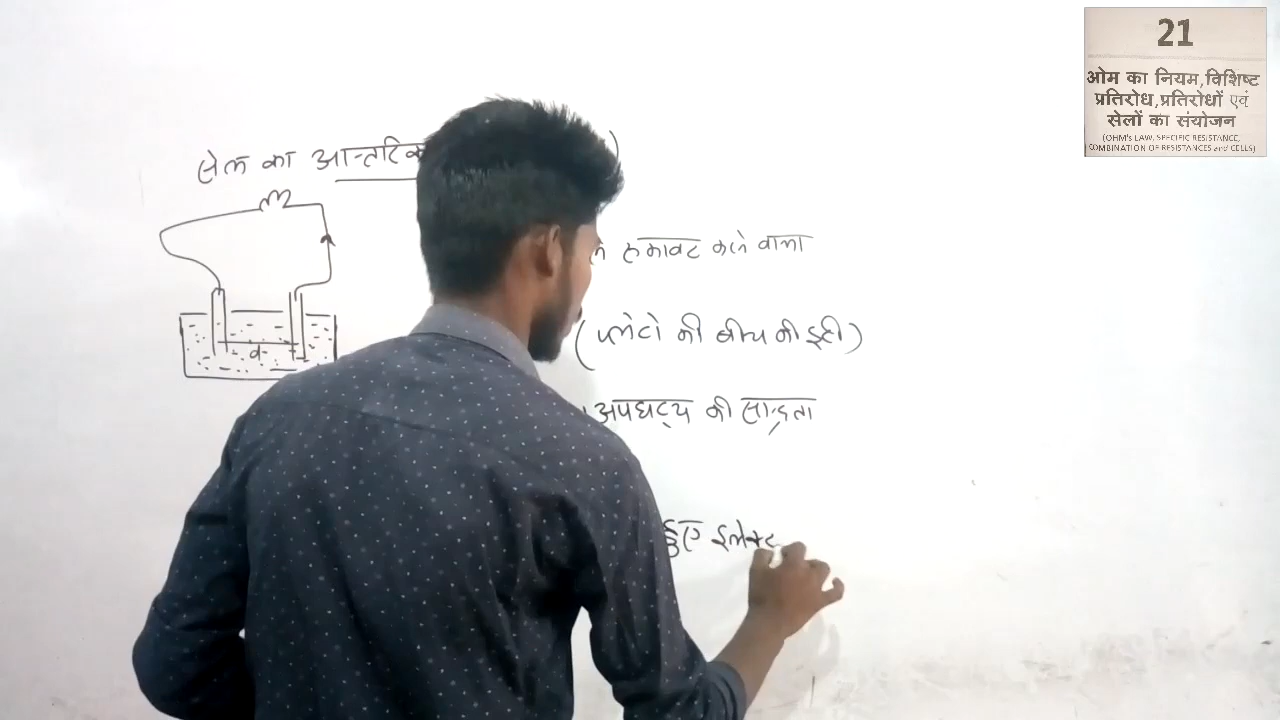 21
ओम का नियम,विशिष्ट
प्रतिरोध,प्रतिरोधों एवं
सेलों का संयोजन
(OHM's LAW, SPECIFIC RESISTANCE,
COMBINATION OF RESISTANCES and CELLS)
सेल का आन्तरिक
रुकावट करने वाला
(प्लेटो की बीच की दूरी)
d
अपघट्य की सान्द्रता
हुए इलेक्ट